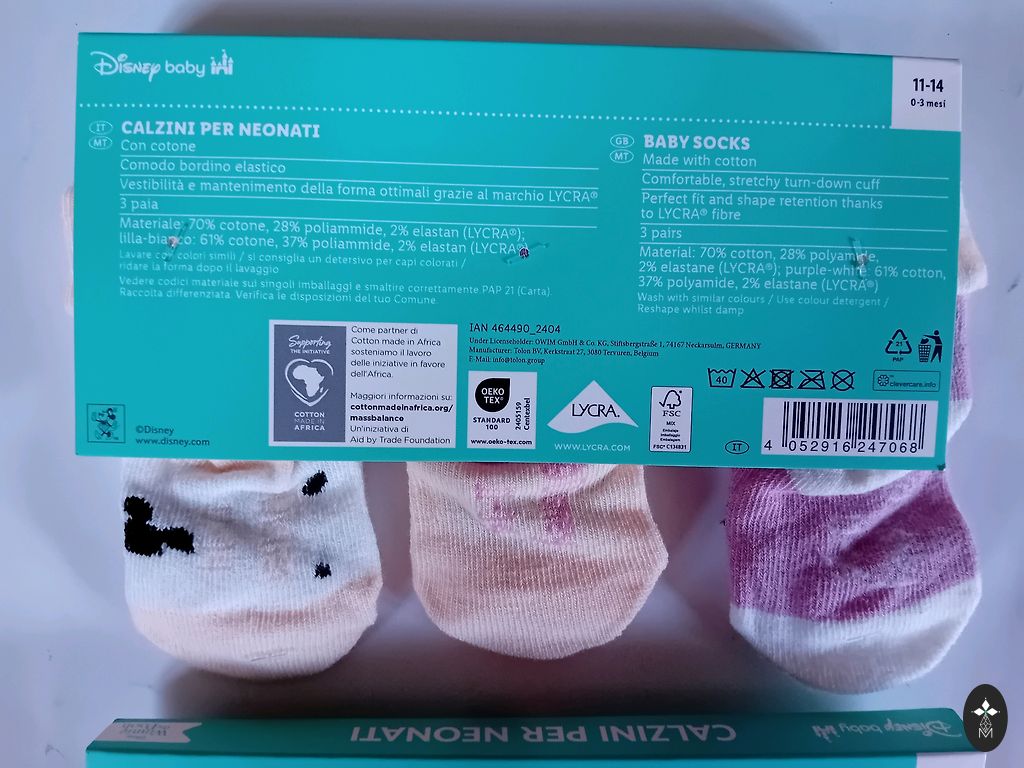 Disney baby
11-14
0-3 mesi
IT
MT
CALZINI PER NEONATI
Con cotone
Comodo bordino elastico
Vestibilità e mantenimento della forma ottimali grazie al marchio LYCRA®
3 paia
Materiale: 70% cotone, 28% poliammide, 2% elastan (LYCRA®);
lilla-bianco: 61% cotone, 37% poliammide, 2% elastan (LYCRA®)
Lavare con colori simili / si consiglia un detersivo per capi colorati /
ridare la forma dopo il lavaggio
Vedere codici materiale sui singoli imballaggi e smaltire correttamente PAP 21 (Carta).
Raccolta differenziata. Verifica le disposizioni del tuo Comune.
GB
MT
BABY SOCKS
Made with cotton
Comfortable, stretchy turn-down cuff
Perfect fit and shape retention thanks
to LYCRA® fibre
3 pairs
Material: 70% cotton, 28% polyamide,
2% elastane (LYCRA®); purple-white: 61% cotton,
37% polyamide, 2% elastane (LYCRA®)
Wash with similar colours / Use colour detergent /
Reshape whilst damp
©Disney
www.disney.com
Supporting
THE INITIATIVE
COTTON
MADE IN
AFRICA
Come partner di
Cotton made in Africa
sosteniamo il lavoro
delle iniziative in favore
dell'Africa.
Maggiori informazioni su:
cottonmadeinafrica.org/
massbalance
Un'iniziativa di
Aid by Trade Foundation
IAN 464490_2404
Under Licenseholder: OWIM GmbH & Co. KG, Stiftsbergstraße 1, 74167 Neckarsulm, GERMANY
Manufacturer: Tolon BV, Kerkstraat 27, 3080 Tervuren, Belgium
E-Mail: info@tolon.group
OEKO
TEX®
STANDARD
100
2405159
Centexbel
www.oeko-tex.com
LYCRA.
WWW.LYCRA.COM
FSC
MIX
Embalaje
Imballaggio
Embalagem
FSC® C134831
21
PAP
40
clevercare.info
IT
4 052916 247068
CALZINI PER NEONATI
Disney baby
M